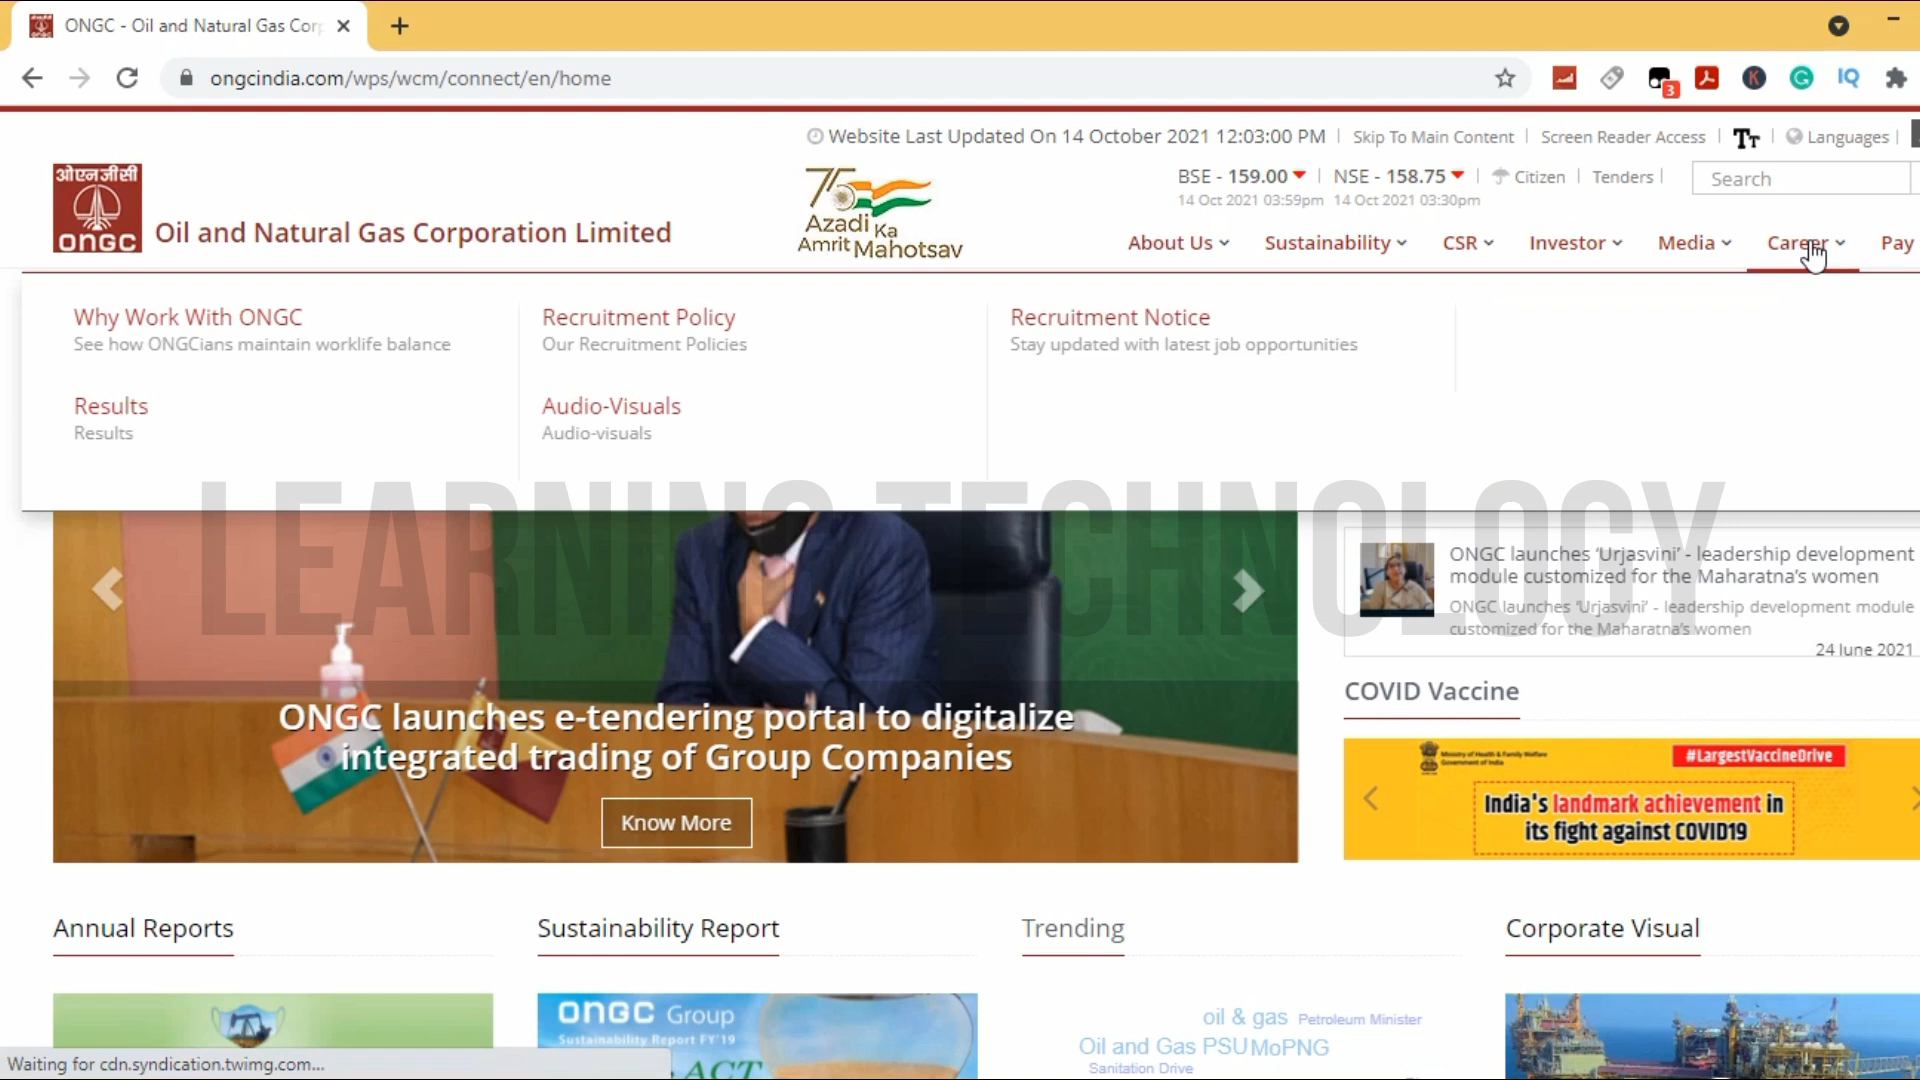 ONGC - Oil and Natural Gas Corp
ongcindia.com/wps/wcm/connect/en/home
3
K
G
IQ
Website Last Updated On 14 October 2021 12:03:00 PM | Skip To Main Content | Screen Reader Access | TT | Languages |
BSE - 159.00 | NSE - 158.75 | Citizen | Tenders | Search
14 Oct 2021 03:59pm 14 Oct 2021 03:30pm
ओएनजीसी
ONGC
Oil and Natural Gas Corporation Limited
75
Azadi Ka
Amrit Mahotsav
About Us Sustainability CSR Investor Media Career Pay
Why Work With ONGC
See how ONGCians maintain worklife balance
Recruitment Policy
Our Recruitment Policies
Recruitment Notice
Stay updated with latest job opportunities
Results
Results
Audio-Visuals
Audio-visuals
LEARNING TECHNOLOGY
ONGC launches e-tendering portal to digitalize
integrated trading of Group Companies
Know More
ONGC launches ‘Urjasvini’ - leadership development
module customized for the Maharatna’s women
ONGC launches ‘Urjasvini’ - leadership development module
customized for the Maharatna’s women
24 June 2021
COVID Vaccine
Ministry of Health & Family Welfare
Government of India
#LargestVaccineDrive
India's landmark achievement in
its fight against COVID19
Annual Reports
Sustainability Report
Trending
Corporate Visual
ONGC Group
Sustainability Report FY'19
ACT
oil & gas Petroleum Minister
Oil and Gas PSU MoPNG
Sanitation Drive
Waiting for cdn.syndication.twimg.com...